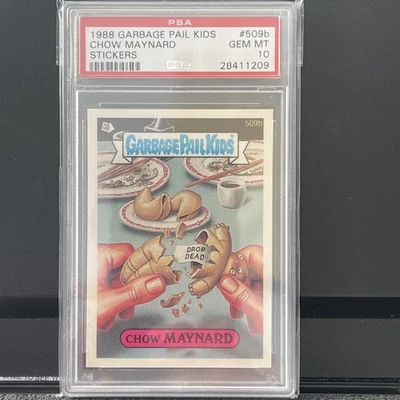 PSA
1988 GARBAGE PAIL KIDS #509b
CHOW MAYNARD GEM MT
STICKERS 10
PSA 28411209
509b
GARBAGE PAIL KIDS
DROP
DEAD
CHOW MAYNARD